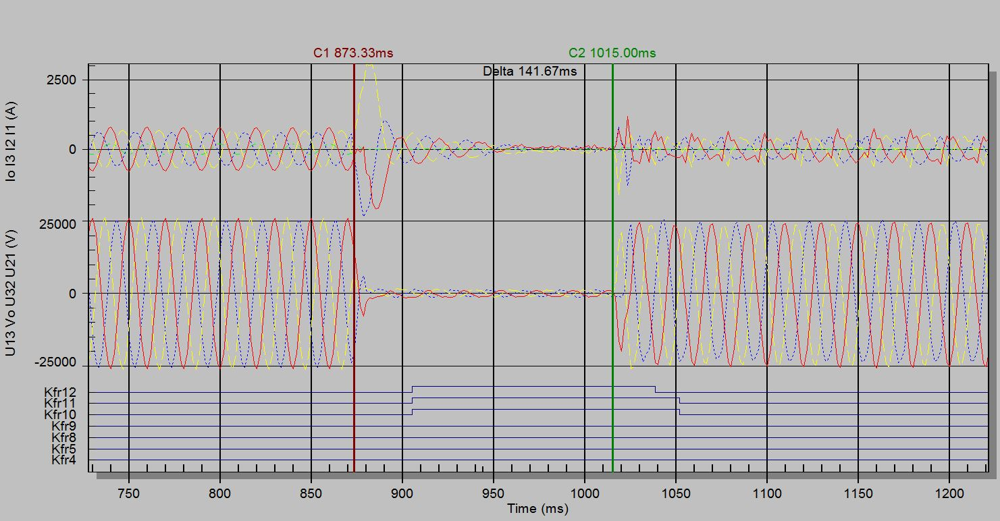 C1 873.33ms
C2 1015.00ms
Delta 141.67ms
Io I3 I2 I1 (A)
2500
0
U13 Vo U32 U21 (V)
25000
0
-25000
Kfr12
Kfr11
Kfr10
Kfr9
Kfr8
Kfr5
Kfr4
750 800 850 900 950 1000 1050 1100 1150 1200
Time (ms)